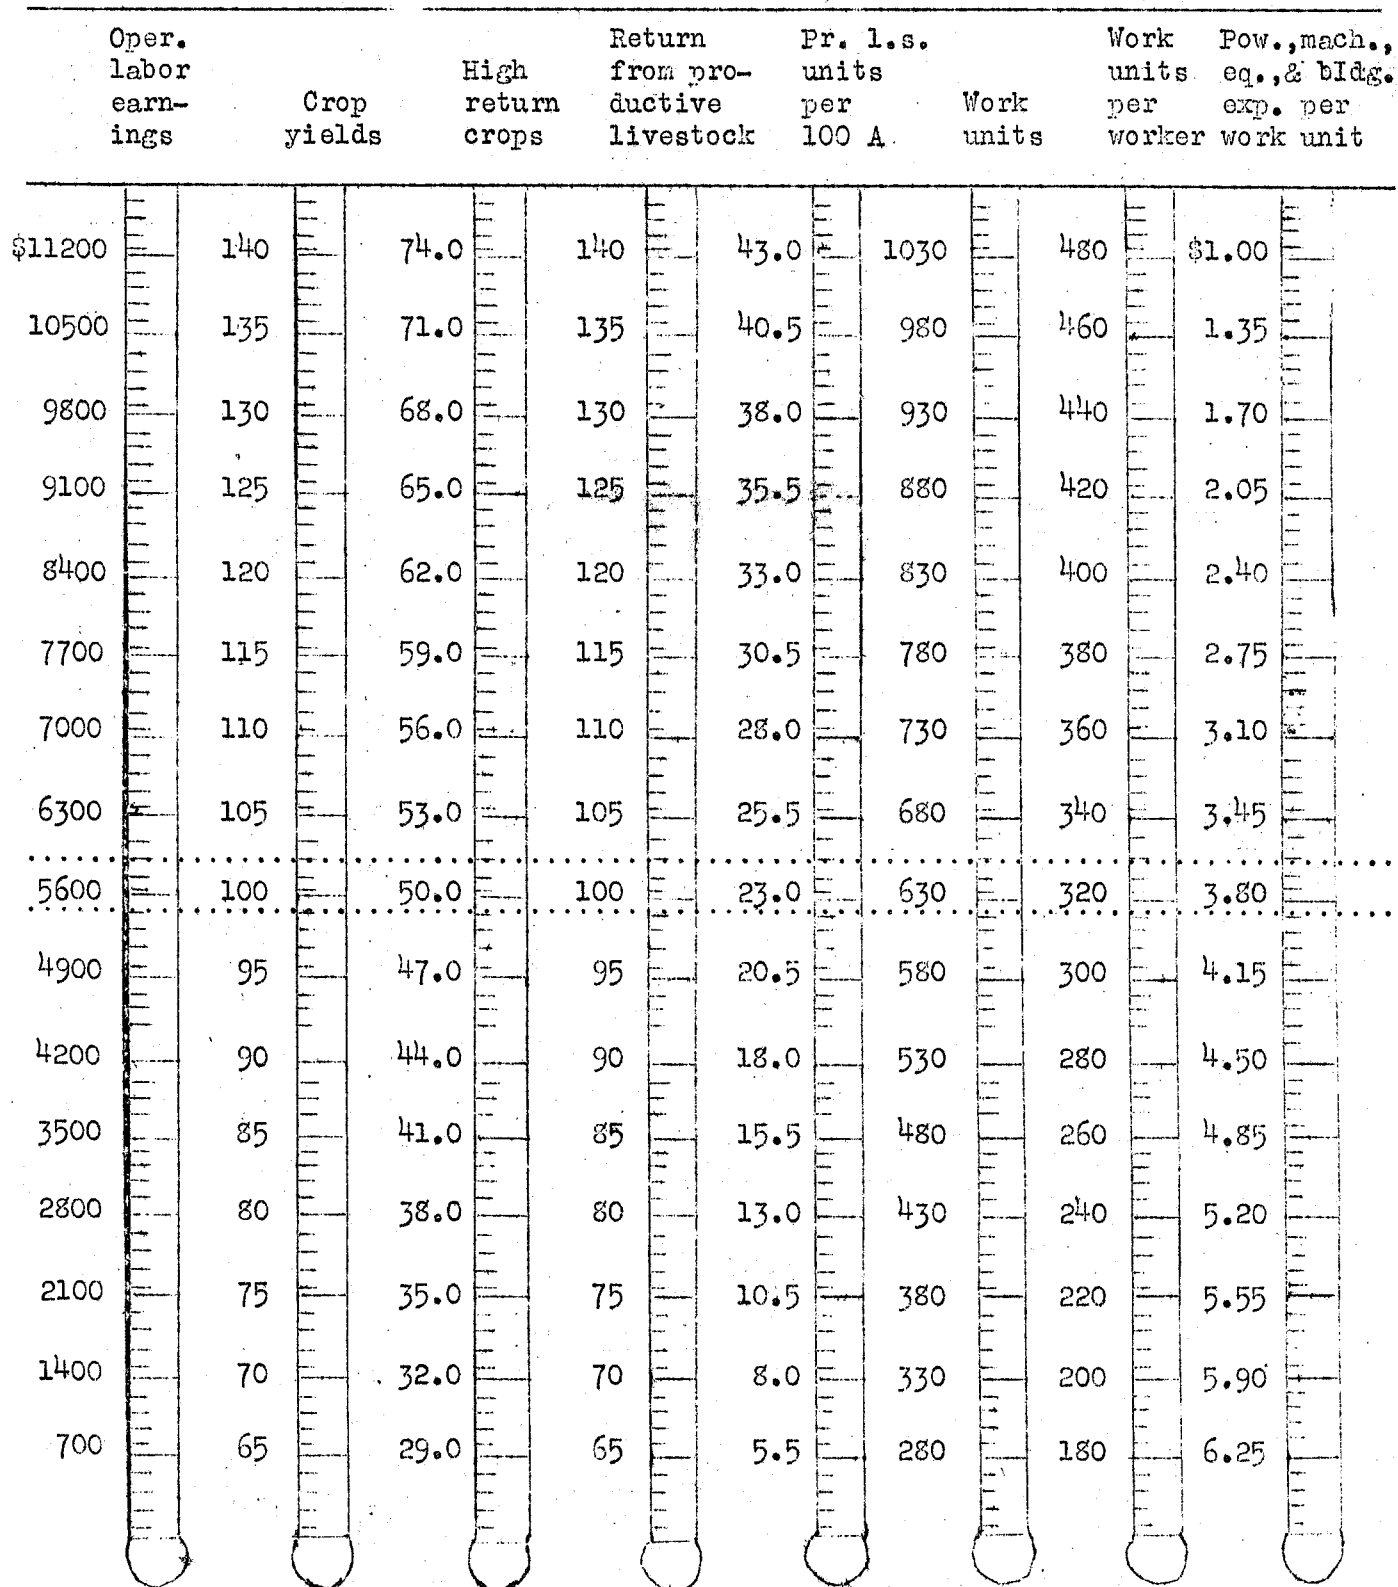 Oper. Return Pr. l.s. Work Pow.,mach.,
labor High from pro- units units eq.,& bldg.
earn- Crop return ductive per Work per exp. per
ings yields crops livestock 100 A. units worker work unit
$11200 140 74.0 140 43.0 1030 480 $1.00
10500 135 71.0 135 40.5 980 460 1.35
9800 130 68.0 130 38.0 930 440 1.70
9100 125 65.0 125 35.5 880 420 2.05
8400 120 62.0 120 33.0 830 400 2.40
7700 115 59.0 115 30.5 780 380 2.75
7000 110 56.0 110 28.0 730 360 3.10
6300 105 53.0 105 25.5 680 340 3.45
5600 100 50.0 100 23.0 630 320 3.80
4900 95 47.0 95 20.5 580 300 4.15
4200 90 44.0 90 18.0 530 280 4.50
3500 85 41.0 85 15.5 480 260 4.85
2800 80 38.0 80 13.0 430 240 5.20
2100 75 35.0 75 10.5 380 220 5.55
1400 70 32.0 70 8.0 330 200 5.90
700 65 29.0 65 5.5 280 180 6.25